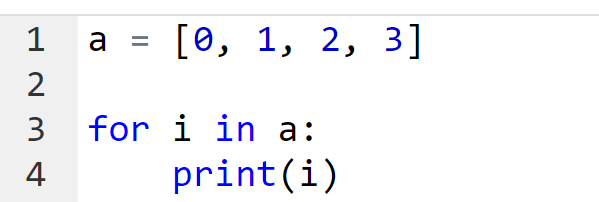 1 a = [0, 1, 2, 3]
2
3 for i in a:
4     print(i)